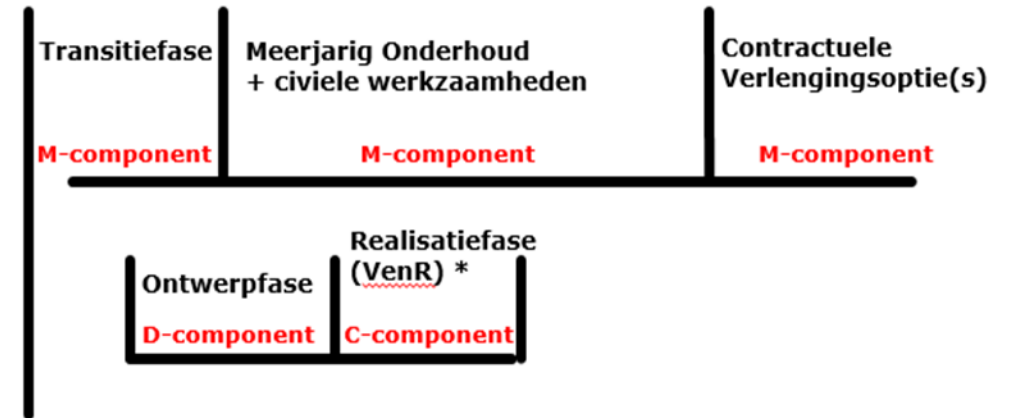 Transitiefase
Meerjarig Onderhoud
+ civiele werkzaamheden
Contractuele
Verlengingsoptie(s)
M-component
M-component
M-component
Realisatiefase
(VenR) *
Ontwerpfase
D-component
C-component